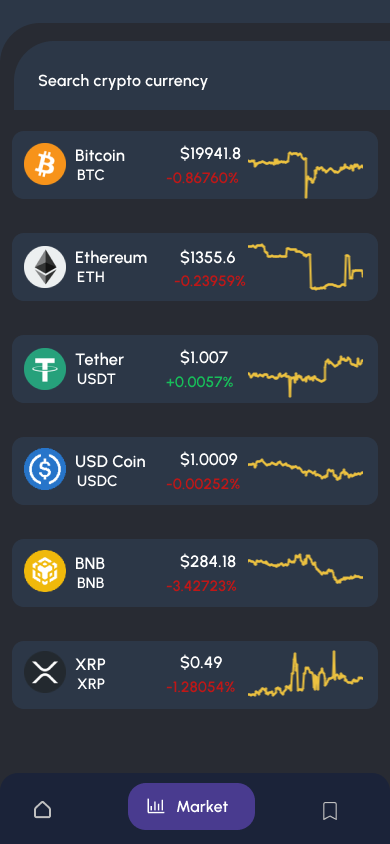 Search crypto currency
Bitcoin $19941.8
BTC -0.86760%
Ethereum $1355.6
ETH -0.23959%
Tether $1.007
USDT +0.0057%
USD Coin $1.0009
USDC -0.00252%
BNB $284.18
BNB -3.42723%
XRP $0.49
XRP -1.28054%
Market